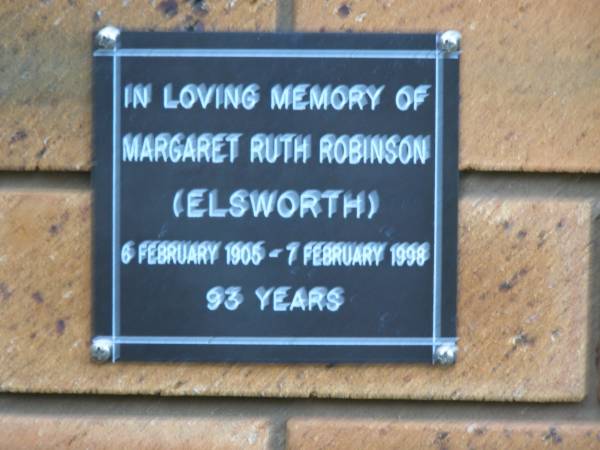 IN LOVING MEMORY OF
MARGARET RUTH ROBINSON
(ELSWORTH)
6 FEBRUARY 1905 - 7 FEBRUARY 1998
93 YEARS